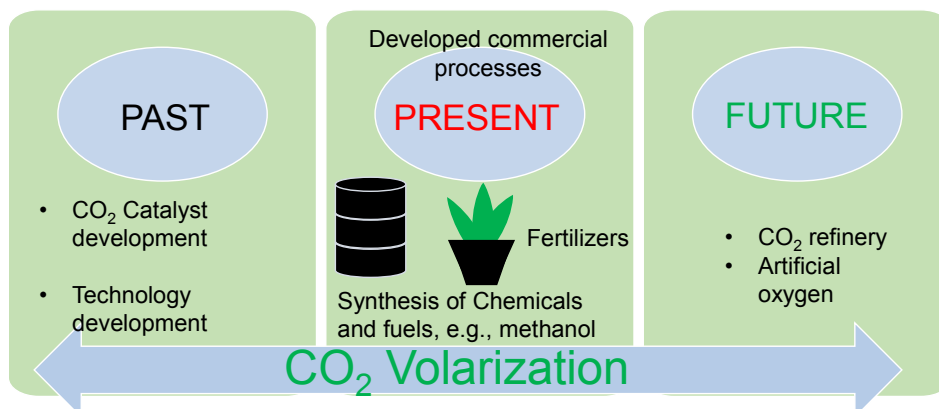 PAST
• CO₂ Catalyst
development
• Technology
development
Developed commercial
processes
PRESENT
Fertilizers
Synthesis of Chemicals
and fuels, e.g., methanol
FUTURE
• CO₂ refinery
• Artificial
oxygen
CO₂ Volarization